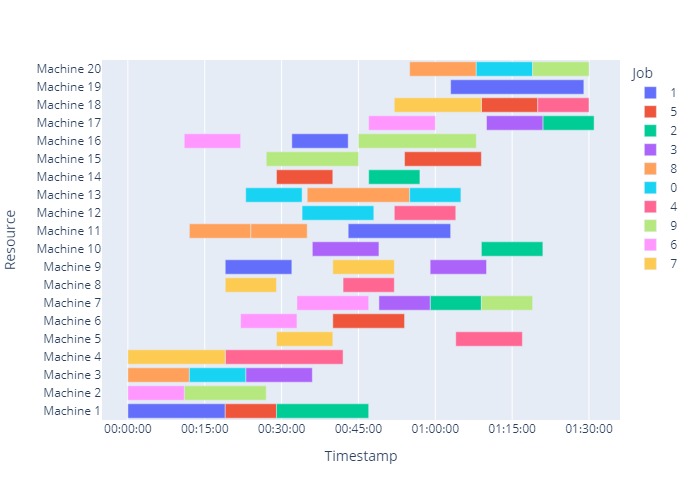 Machine 20
Machine 19
Machine 18
Machine 17
Machine 16
Machine 15
Machine 14
Machine 13
Machine 12
Machine 11
Machine 10
Machine 9
Machine 8
Machine 7
Machine 6
Machine 5
Machine 4
Machine 3
Machine 2
Machine 1
Resource
00:00:00 00:15:00 00:30:00 00:45:00 01:00:00 01:15:00 01:30:00
Timestamp
Job
1
5
2
3
8
0
4
9
6
7